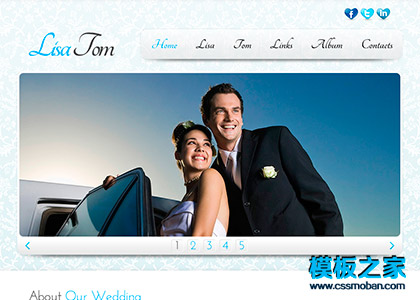 Lisa Tom
Home Lisa Tom Links Album Contacts
1 2 3 4 5
About Our Wedding
模板之家
www.cssmoban.com